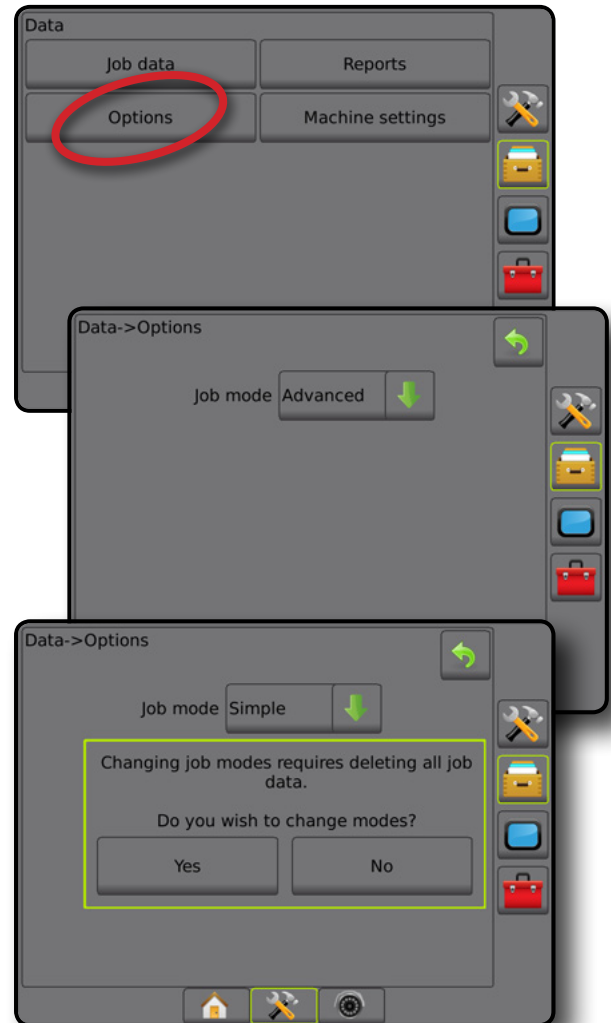 Data
Job data
Reports
Options
Machine settings
Data->Options
Job mode Advanced
Data->Options
Job mode Simple
Changing job modes requires deleting all job
data.
Do you wish to change modes?
Yes
No